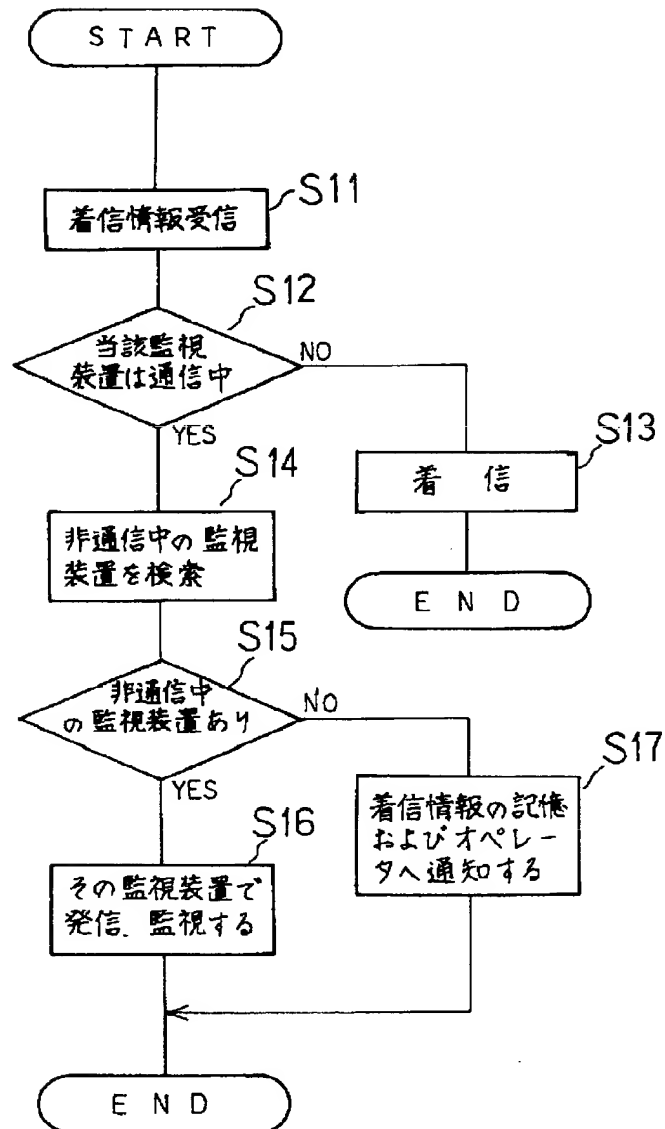 START
S11
着信情報受信
S12
当該監視
装置は通信中
NO
YES
S13
着 信
END
S14
非通信中の監視
装置を検索
S15
非通信中
の監視装置あり
NO
YES
S16
その監視装置で
発信、監視する
S17
着信情報の記憶
およびオペレー
タへ通知する
END